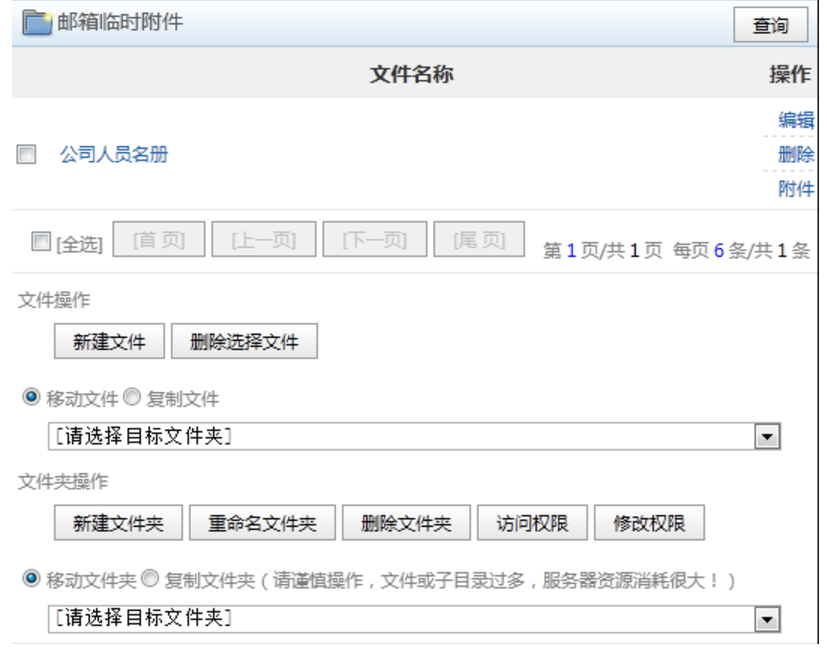 邮箱临时附件 查询
文件名称 操作
编辑
公司人员名册 删除
附件
[全选] [首 页] [上一页] [下一页] [尾 页] 第 1 页/共 1 页 每页 6 条/共 1 条
文件操作
新建文件 删除选择文件
移动文件 复制文件
[请选择目标文件夹]
文件夹操作
新建文件夹 重命名文件夹 删除文件夹 访问权限 修改权限
移动文件夹 复制文件夹 ( 请谨慎操作，文件或子目录过多，服务器资源消耗很大！)
[请选择目标文件夹]